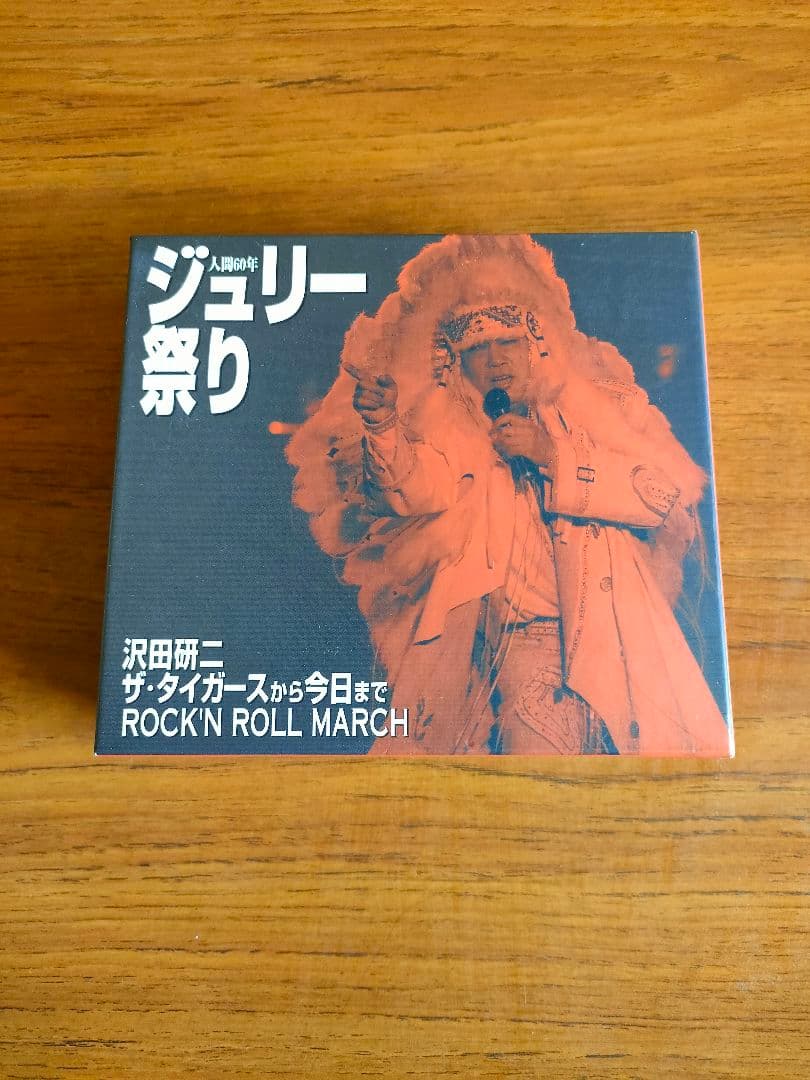 人間60年
ジュリー
祭り
沢田研二
ザ・タイガースから今日まで
ROCK'N ROLL MARCH